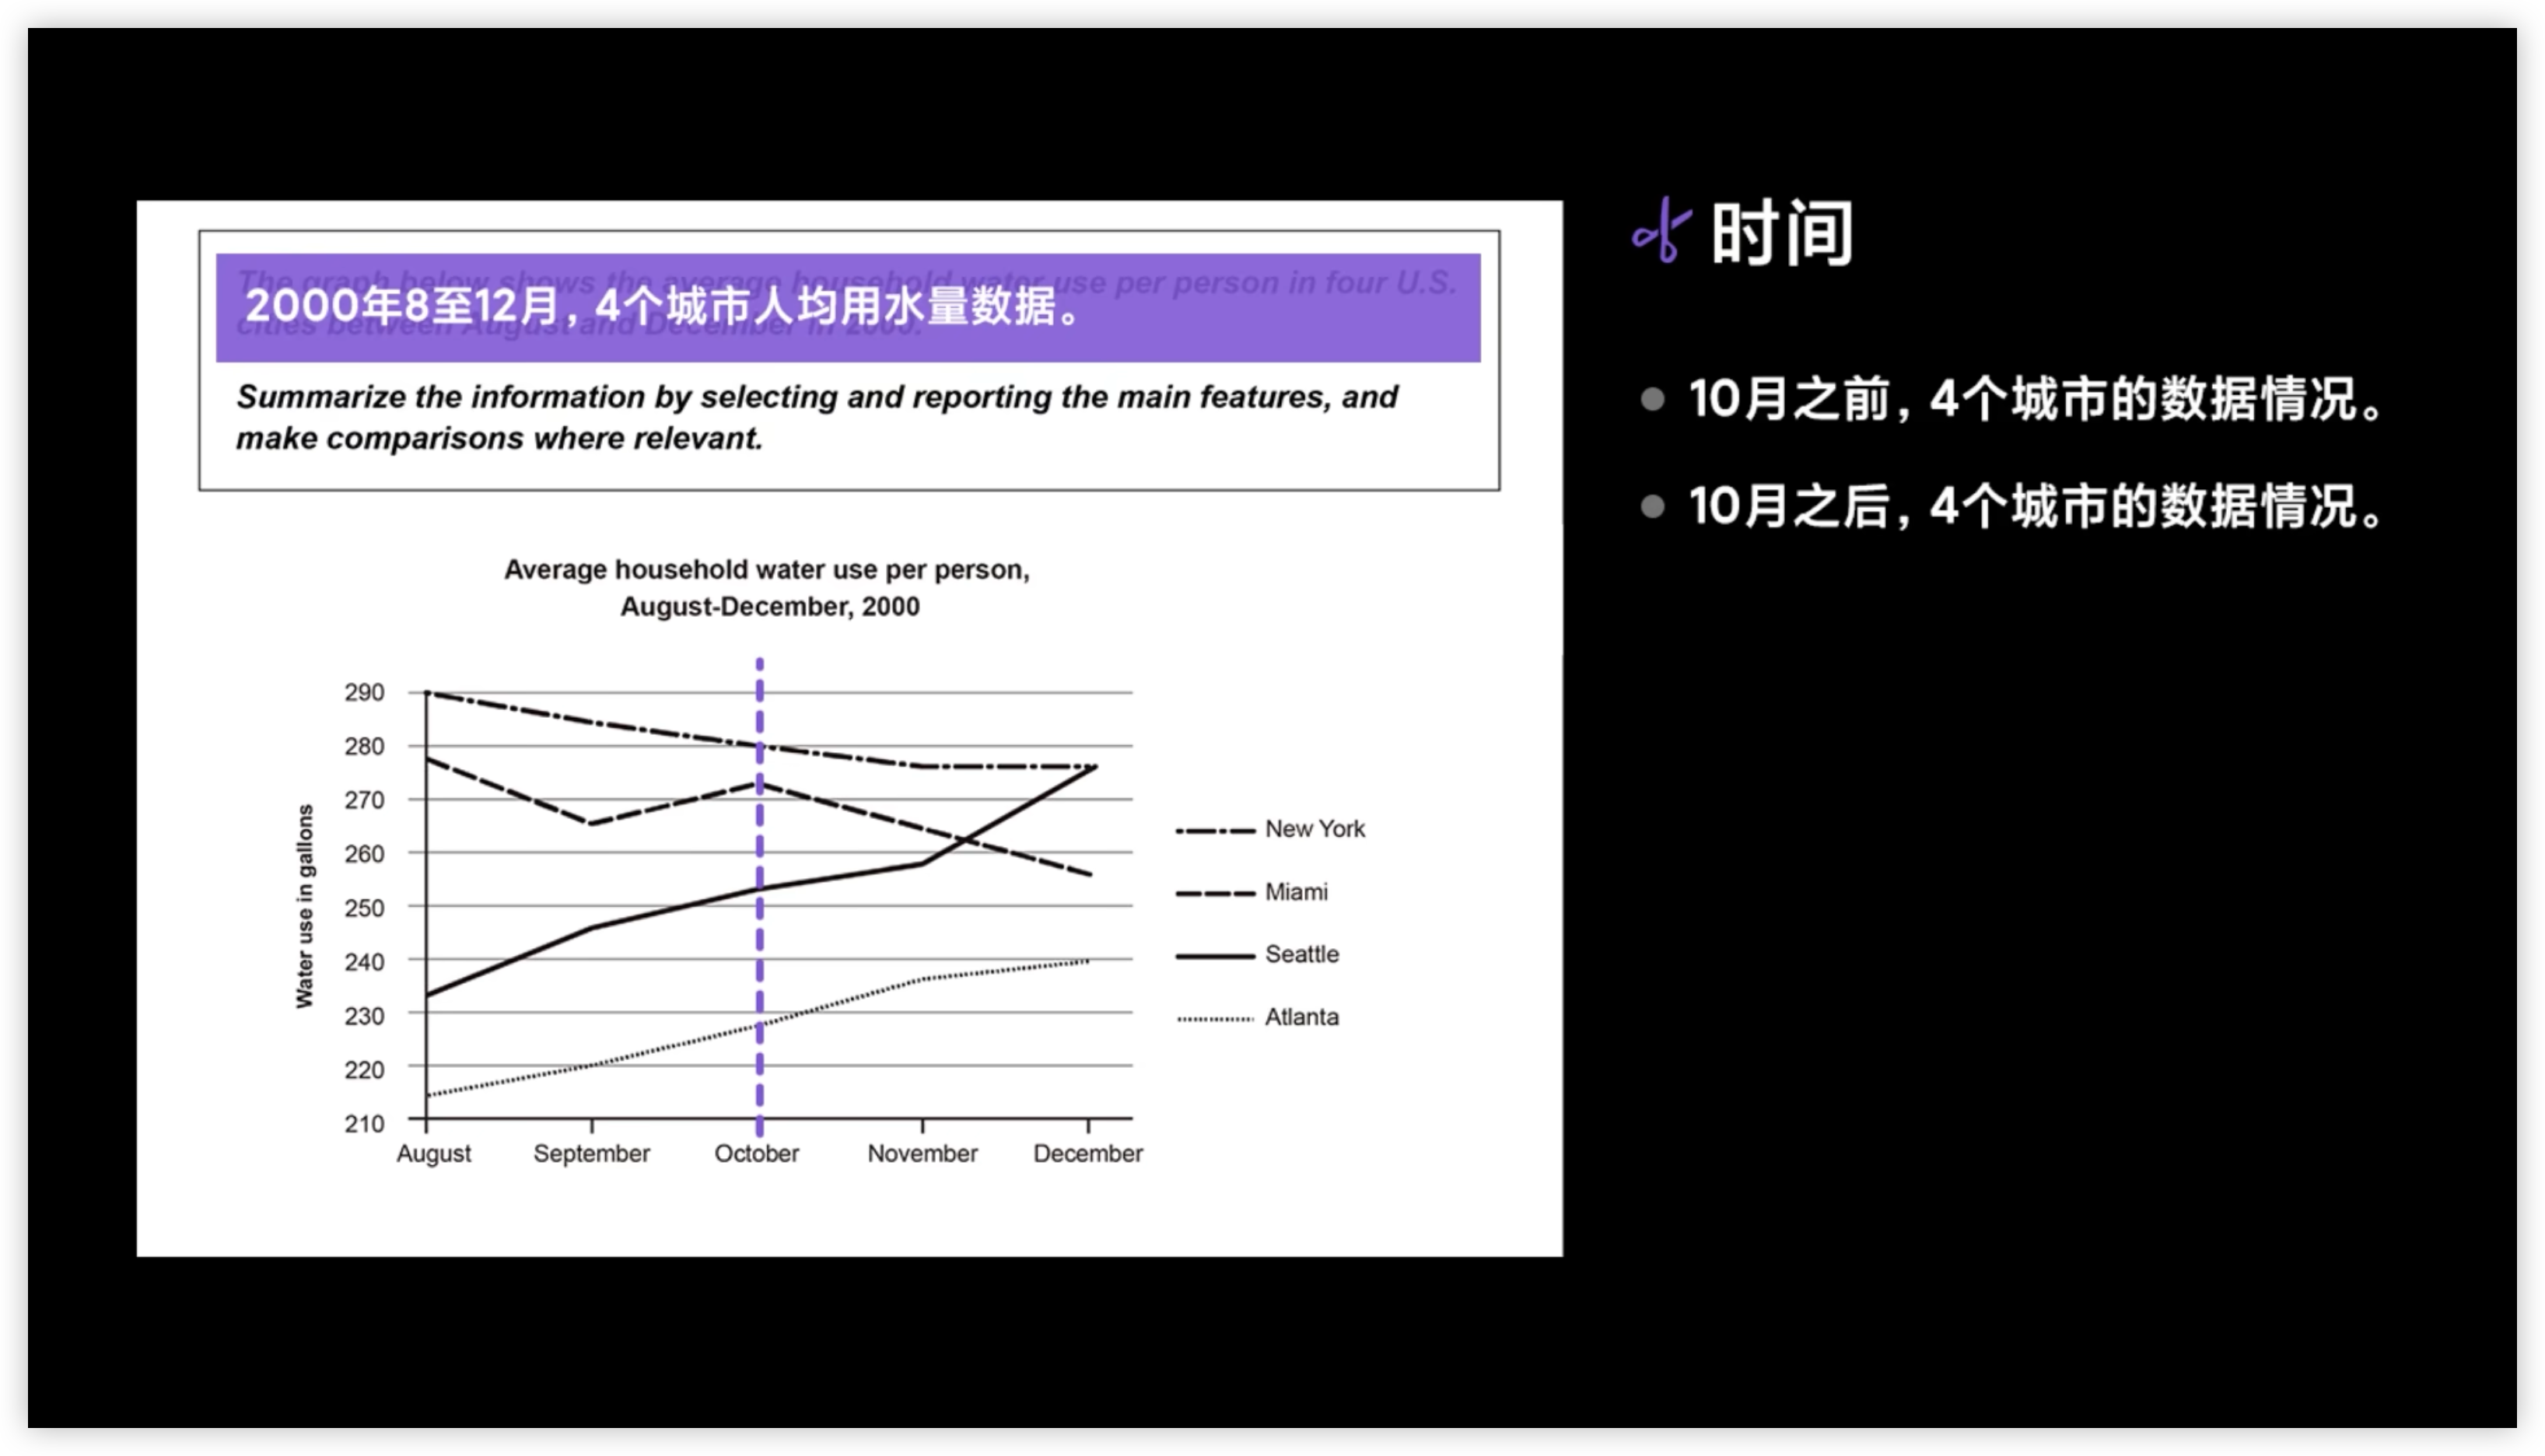 The graph below shows the average household water use per person in four U.S.
cities between August and December in 2000.
2000年8至12月，4个城市人均用水量数据。
Summarize the information by selecting and reporting the main features, and
make comparisons where relevant.
Average household water use per person,
August-December, 2000
Water use in gallons
290
280
270
260
250
240
230
220
210
August September October November December
New York
Miami
Seattle
Atlanta
时间
10月之前，4个城市的数据情况。
10月之后，4个城市的数据情况。